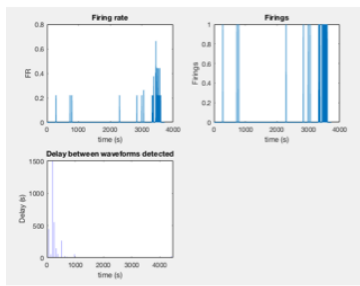 Firing rate
Firings
0.8
0.6
0.4
0.2
0
FR
0 1000 2000 3000 4000
time (s)
1
0.8
0.6
0.4
0.2
0
Firings
0 1000 2000 3000 4000
time (s)
Delay between waveforms detected
1500
1000
500
0
Delay (s)
0 1000 2000 3000 4000
time (s)